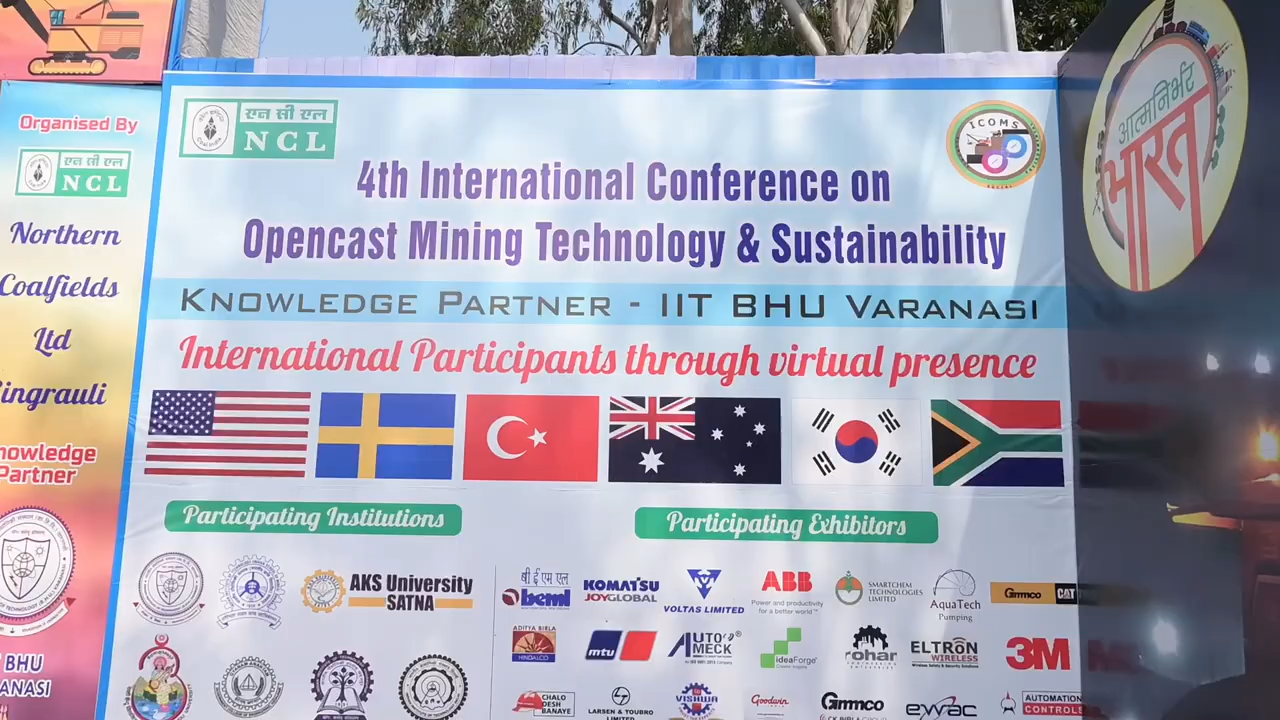 Organised By
एन सी एल
NCL
Northern
Coalfields
Ltd
ingrauli
nowledge
Partner
BHU
ANASI
एन सी एल
NCL
ICOMS
4th International Conference on
Opencast Mining Technology & Sustainability
KNOWLEDGE PARTNER - IIT BHU VARANASI
International Participants through virtual presence
Participating Institutions
AKS University
SATNA
Participating Exhibitors
बी ई एम एल
beml
KOMATSU
JOYGLOBAL
VOLTAS LIMITED
ABB
Power and productivity
for a better world™
SMARTCHEM
TECHNOLOGIES
LIMITED
AquaTech
Pumping
Gmmco CAT
ADITYA BIRLA
HINDALCO
mtu
AUTO
MECK
ideaForge
rohar
ELTRON
WIRELESS
3M
CHALO
DESH
BANAYE
LARSEN & TOUBRO
LIMITED
VISHWA
Goodwin
Gmmco
CK BIRLA GROUP
AUTOMATION
CONTROLS
आत्मनिर्भर
भारत